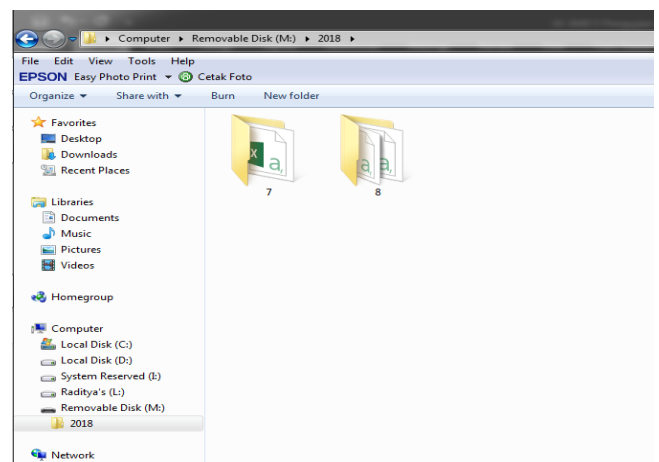 Computer ▸ Removable Disk (M:) ▸ 2018 ▸
File Edit View Tools Help
EPSON Easy Photo Print Cetak Foto
Organize Share with Burn New folder
Favorites
Desktop
Downloads
Recent Places
Libraries
Documents
Music
Pictures
Videos
Homegroup
Computer
Local Disk (C:)
Local Disk (D:)
System Reserved (I:)
Raditya's (L:)
Removable Disk (M:)
2018
Network
X a,
7
a, a,
8